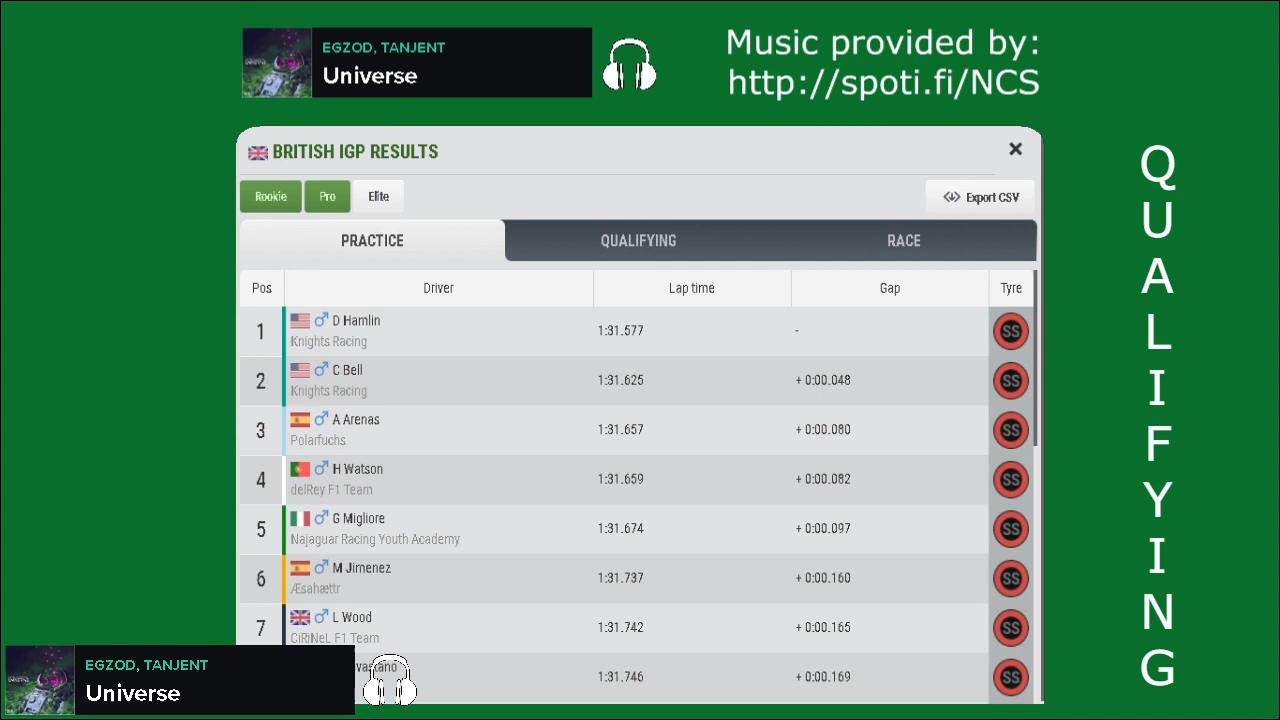 EGZOD, TANJENT
Universe
Music provided by:
http://spoti.fi/NCS
BRITISH IGP RESULTS
Rookie Pro Elite Export CSV
PRACTICE QUALIFYING RACE
Pos Driver Lap time Gap Tyre
1 D Hamlin 1:31.577 - SS
Knights Racing
2 C Bell 1:31.625 + 0:00.048 SS
Knights Racing
3 A Arenas 1:31.657 + 0:00.080 SS
Polarfuchs
4 H Watson 1:31.659 + 0:00.082 SS
delRey F1 Team
5 G Migliore 1:31.674 + 0:00.097 SS
Najaguar Racing Youth Academy
6 M Jimenez 1:31.737 + 0:00.160 SS
Æsahættr
7 L Wood 1:31.742 + 0:00.165 SS
CiRiNeL F1 Team
1:31.746 + 0:00.169 SS
EGZOD, TANJENT
Universe
QUALIFYING